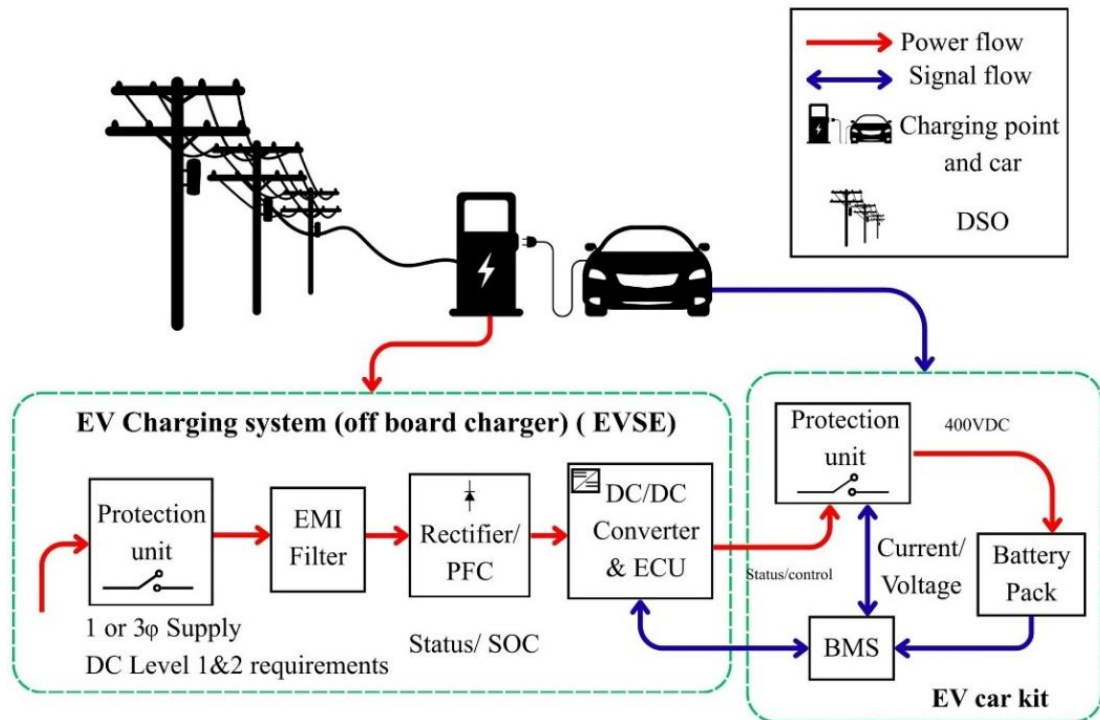 Power flow
Signal flow
Charging point
and car
DSO
EV Charging system (off board charger) ( EVSE)
Protection
unit
EMI
Filter
Rectifier/
PFC
DC/DC
Converter
& ECU
1 or 3φ Supply
DC Level 1&2 requirements
Status/ SOC
Protection
unit
400VDC
Status/control
Current/
Voltage
Battery
Pack
BMS
EV car kit